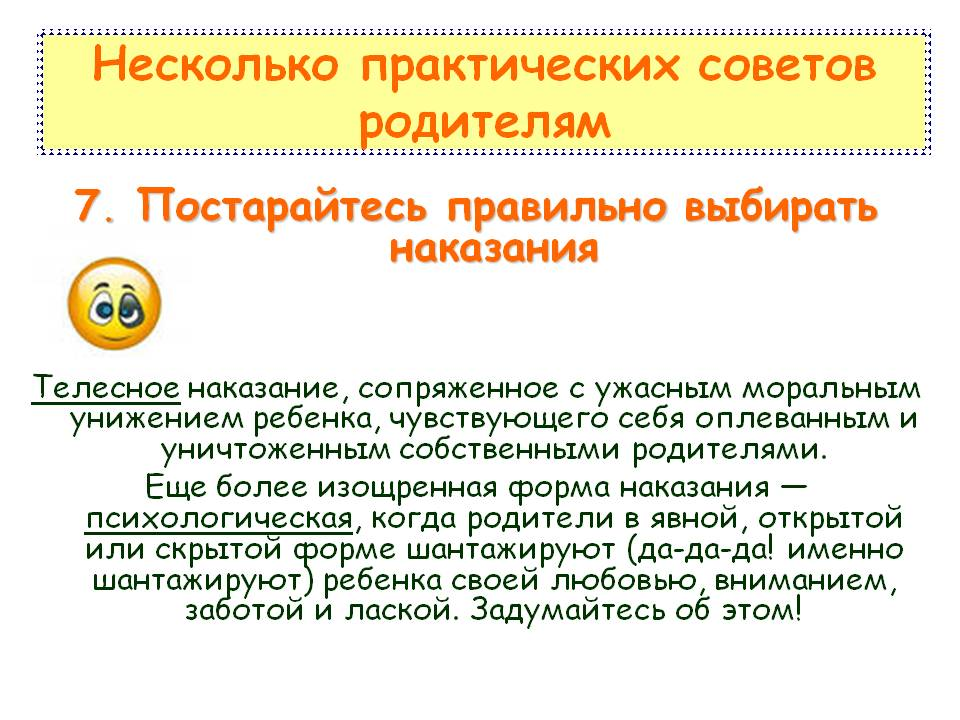 Несколько практических советов
родителям
7. Постарайтесь правильно выбирать
наказания
Телесное наказание, сопряженное с ужасным моральным
унижением ребенка, чувствующего себя оплеванным и
уничтоженным собственными родителями.
Еще более изощренная форма наказания —
психологическая, когда родители в явной, открытой
или скрытой форме шантажируют (да-да-да! именно
шантажируют) ребенка своей любовью, вниманием,
заботой и лаской. Задумайтесь об этом!